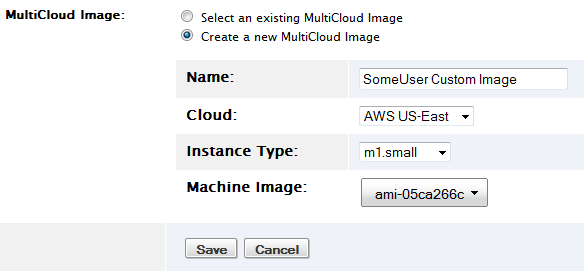 MultiCloud Image:
Select an existing MultiCloud Image
Create a new MultiCloud Image
Name: SomeUser Custom Image
Cloud: AWS US-East
Instance Type: m1.small
Machine Image: ami-05ca266c
Save Cancel